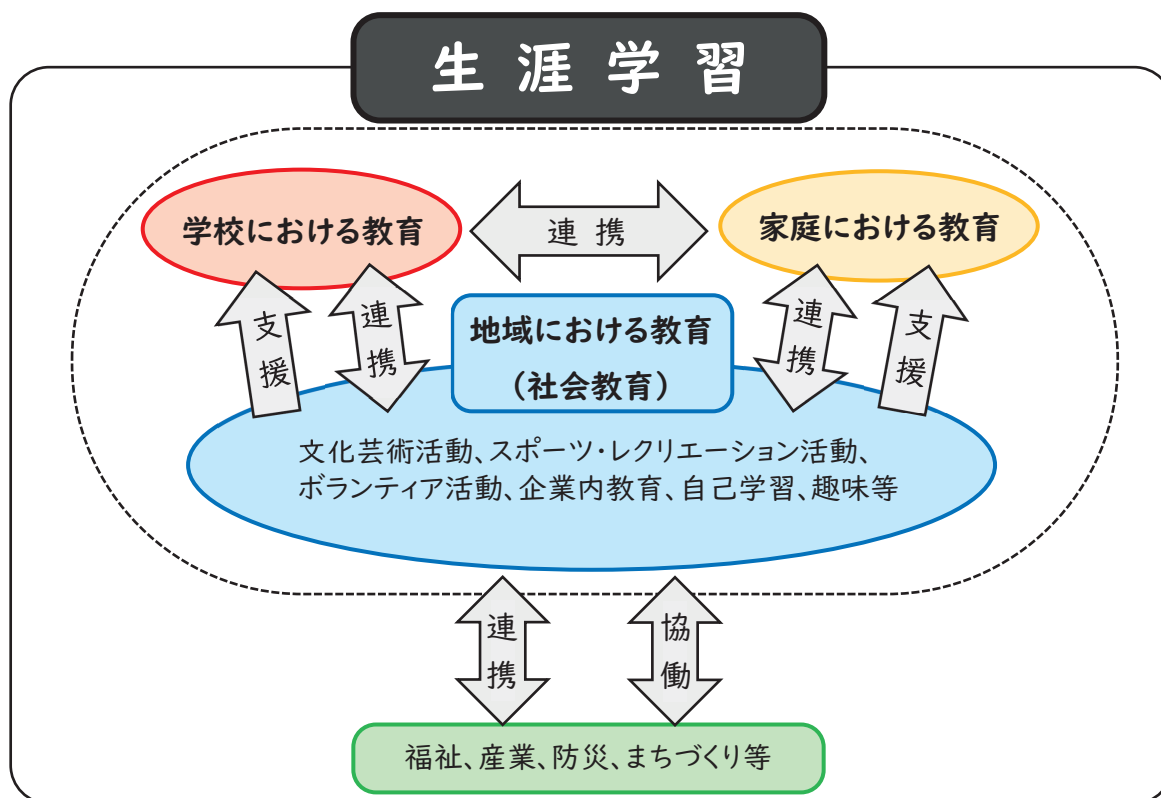 生涯学習
学校における教育
連携
家庭における教育
支援
連携
地域における教育
(社会教育)
連携
支援
文化芸術活動、スポーツ・レクリエーション活動、
ボランティア活動、企業内教育、自己学習、趣味等
連携
協働
福祉、産業、防災、まちづくり等